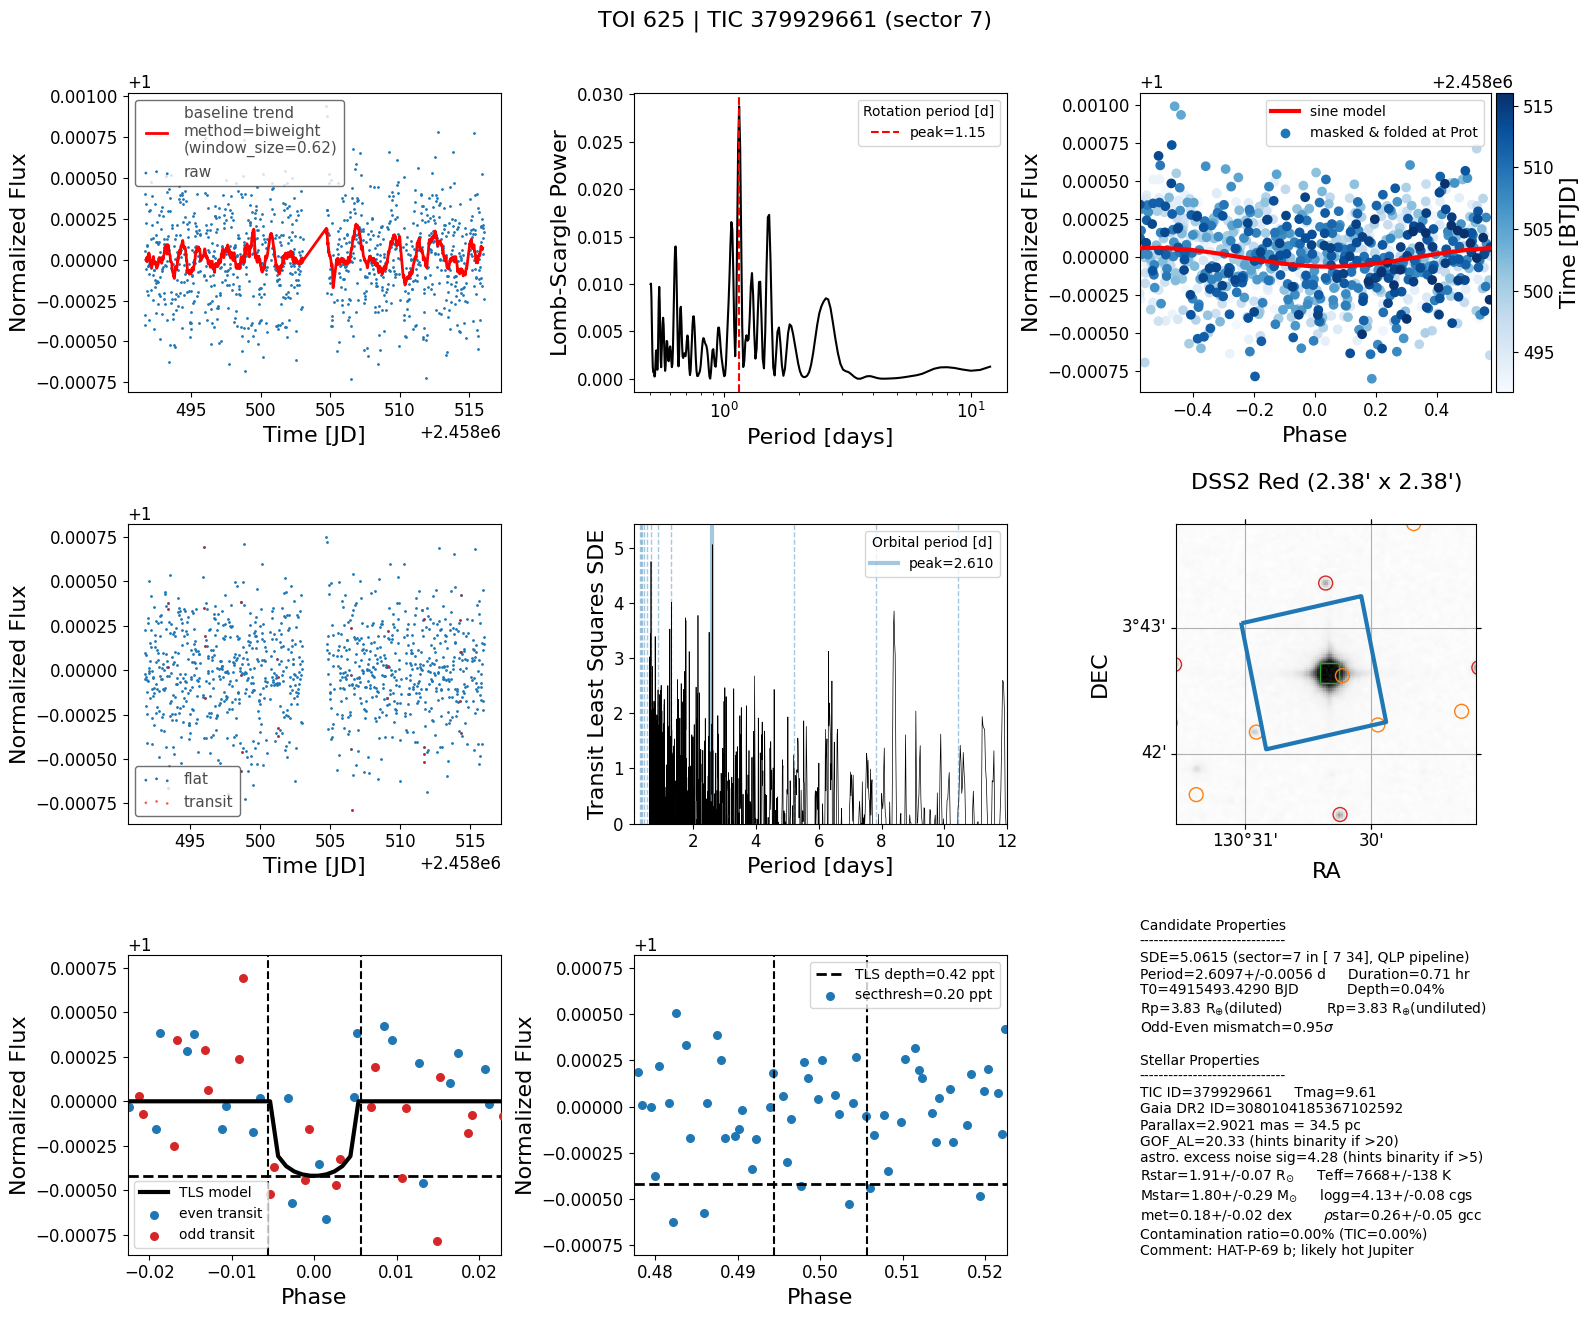 TOI 625 | TIC 379929661 (sector 7)
+1
0.00100
0.00075
0.00050
0.00025
0.00000
−0.00025
−0.00050
−0.00075
Normalized Flux
baseline trend
method=biweight
(window_size=0.62)
raw
495 500 505 510 515
Time [JD]
+2.458e6
0.030
0.025
0.020
0.015
0.010
0.005
0.000
Lomb-Scargle Power
Rotation period [d]
peak=1.15
10⁰ 10¹
Period [days]
+1
+2.458e6
0.00100
0.00075
0.00050
0.00025
0.00000
−0.00025
−0.00050
−0.00075
Normalized Flux
sine model
masked & folded at Prot
−0.4 −0.2 0.0 0.2 0.4
Phase
515
510
505
500
495
Time [BTJD]
+1
0.00075
0.00050
0.00025
0.00000
−0.00025
−0.00050
−0.00075
Normalized Flux
flat
transit
495 500 505 510 515
Time [JD]
+2.458e6
5
4
3
2
1
0
Transit Least Squares SDE
Orbital period [d]
peak=2.610
2 4 6 8 10 12
Period [days]
DSS2 Red (2.38' x 2.38')
3°43'
42'
DEC
130°31' 30'
RA
+1
0.00075
0.00050
0.00025
0.00000
−0.00025
−0.00050
−0.00075
Normalized Flux
TLS model
even transit
odd transit
−0.02 −0.01 0.00 0.01 0.02
Phase
+1
0.00075
0.00050
0.00025
0.00000
−0.00025
−0.00050
−0.00075
Normalized Flux
TLS depth=0.42 ppt
secthresh=0.20 ppt
0.48 0.49 0.50 0.51 0.52
Phase
Candidate Properties
------------------------------
SDE=5.0615 (sector=7 in [ 7 34], QLP pipeline)
Period=2.6097+/-0.0056 d Duration=0.71 hr
T0=4915493.4290 BJD Depth=0.04%
Rp=3.83 R⊕(diluted) Rp=3.83 R⊕(undiluted)
Odd-Even mismatch=0.95σ
Stellar Properties
------------------------------
TIC ID=379929661 Tmag=9.61
Gaia DR2 ID=3080104185367102592
Parallax=2.9021 mas = 34.5 pc
GOF_AL=20.33 (hints binarity if >20)
astro. excess noise sig=4.28 (hints binarity if >5)
Rstar=1.91+/-0.07 R⊙ Teff=7668+/-138 K
Mstar=1.80+/-0.29 M⊙ logg=4.13+/-0.08 cgs
met=0.18+/-0.02 dex ρstar=0.26+/-0.05 gcc
Contamination ratio=0.00% (TIC=0.00%)
Comment: HAT-P-69 b; likely hot Jupiter